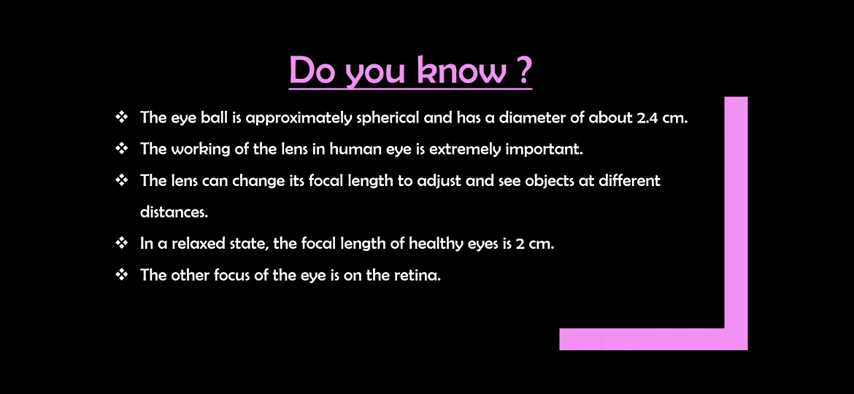 Do you know ?
❖ The eye ball is approximately spherical and has a diameter of about 2.4 cm.
❖ The working of the lens in human eye is extremely important.
❖ The lens can change its focal length to adjust and see objects at different
distances.
❖ In a relaxed state, the focal length of healthy eyes is 2 cm.
❖ The other focus of the eye is on the retina.